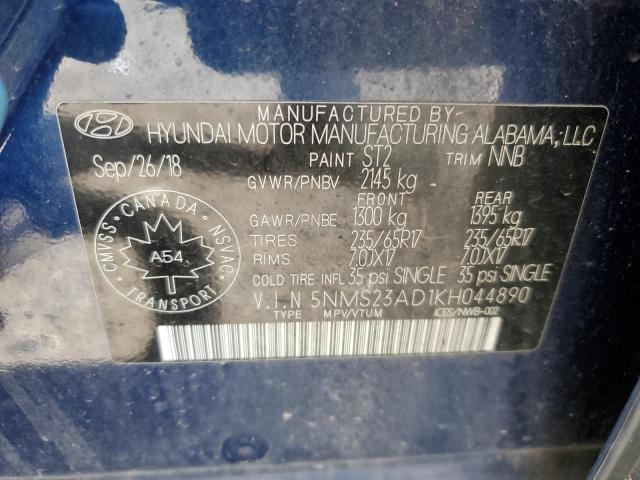 MANUFACTURED BY
HYUNDAI MOTOR MANUFACTURING ALABAMA, LLC
Sep/26/18 PAINT ST2 TRIM NNB
GVWR/PNBV 2145 kg
FRONT REAR
GAWR/PNBE 1300 kg 1395 kg
TIRES 235/65R17 235/65R17
RIMS 7.0JX17 7.0JX17
COLD TIRE INFL 35 psi SINGLE 35 psi SINGLE
V.I.N 5NMS23AD1KH044890
TYPE MPV/VTUM ICES/NWB-002
CANADA
CMVSS NSVAC
A54
TRANSPORT